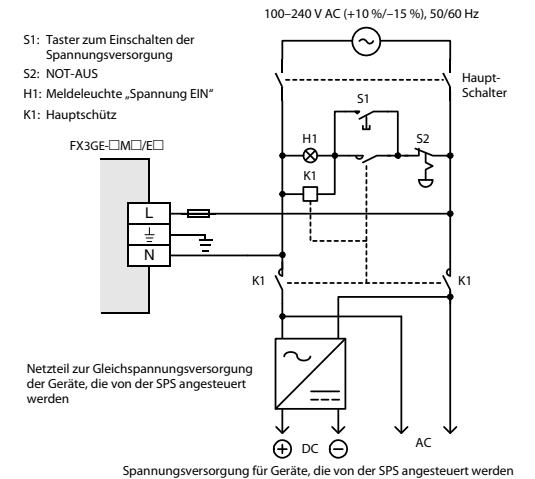 100–240 V AC (+10 %/–15 %), 50/60 Hz
S1: Taster zum Einschalten der
Spannungsversorgung
S2: NOT-AUS
H1: Meldeleuchte „Spannung EIN“
K1: Hauptschütz
Haupt-
Schalter
FX3GE-□M□/E□
S1
H1
S2
K1
L
N
K1
K1
Netzteil zur Gleichspannungsversorgung
der Geräte, die von der SPS angesteuert
werden
+ DC –
AC
Spannungsversorgung für Geräte, die von der SPS angesteuert werden